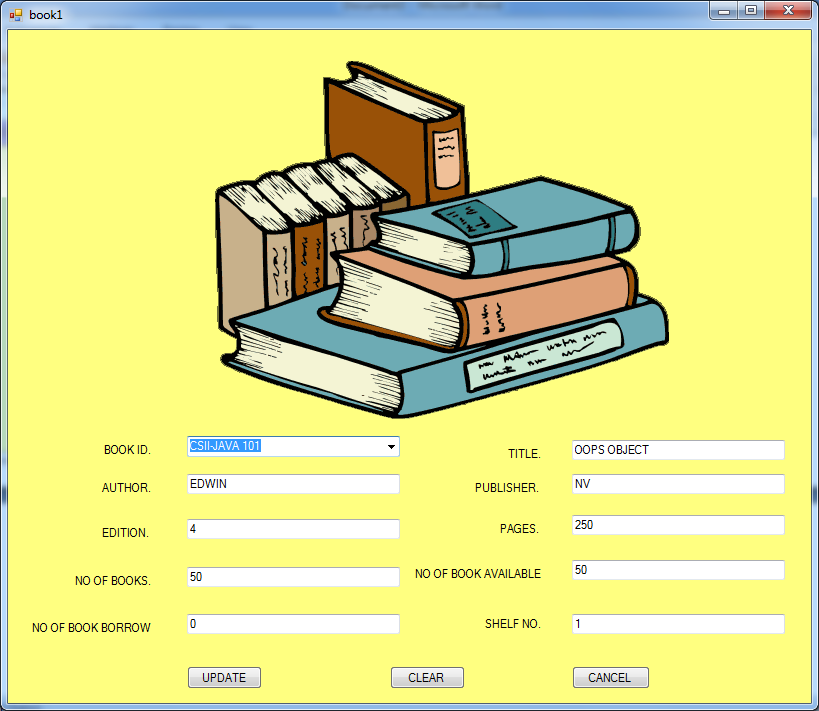 book1
BOOK ID. CSII-JAVA 101 TITLE. OOPS OBJECT
AUTHOR. EDWIN PUBLISHER. NV
EDITION. 4 PAGES. 250
NO OF BOOKS. 50 NO OF BOOK AVAILABLE 50
NO OF BOOK BORROW 0 SHELF NO. 1
UPDATE CLEAR CANCEL